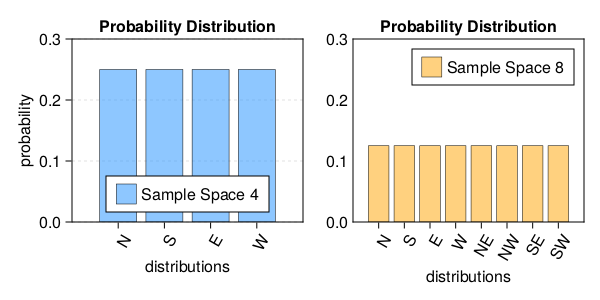 Probability Distribution
0.3
0.2
0.1
0.0
probability
Sample Space 4
N
S
E
W
distributions
Probability Distribution
0.3
0.2
0.1
0.0
Sample Space 8
N
S
E
W
NE
NW
SE
SW
distributions